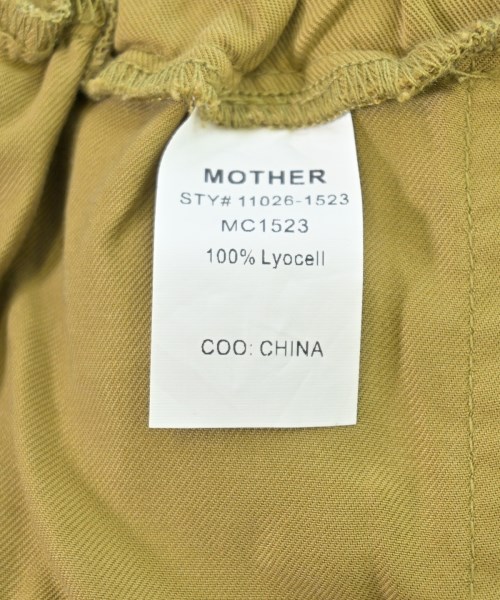 MOTHER
STY# 11026-1523
MC1523
100% Lyocell
COO: CHINA